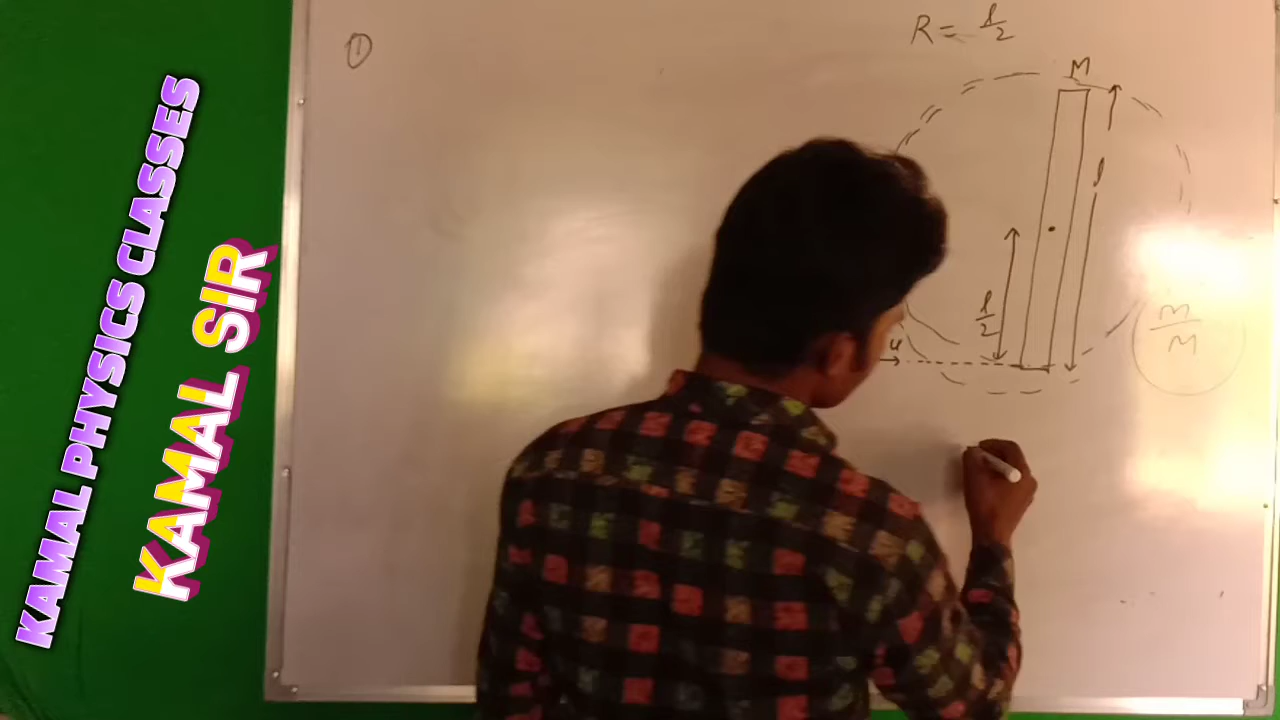 KAMAL PHYSICS CLASSES
KAMAL SIR
①
R = l/2
M
l
l/2
u
m/M